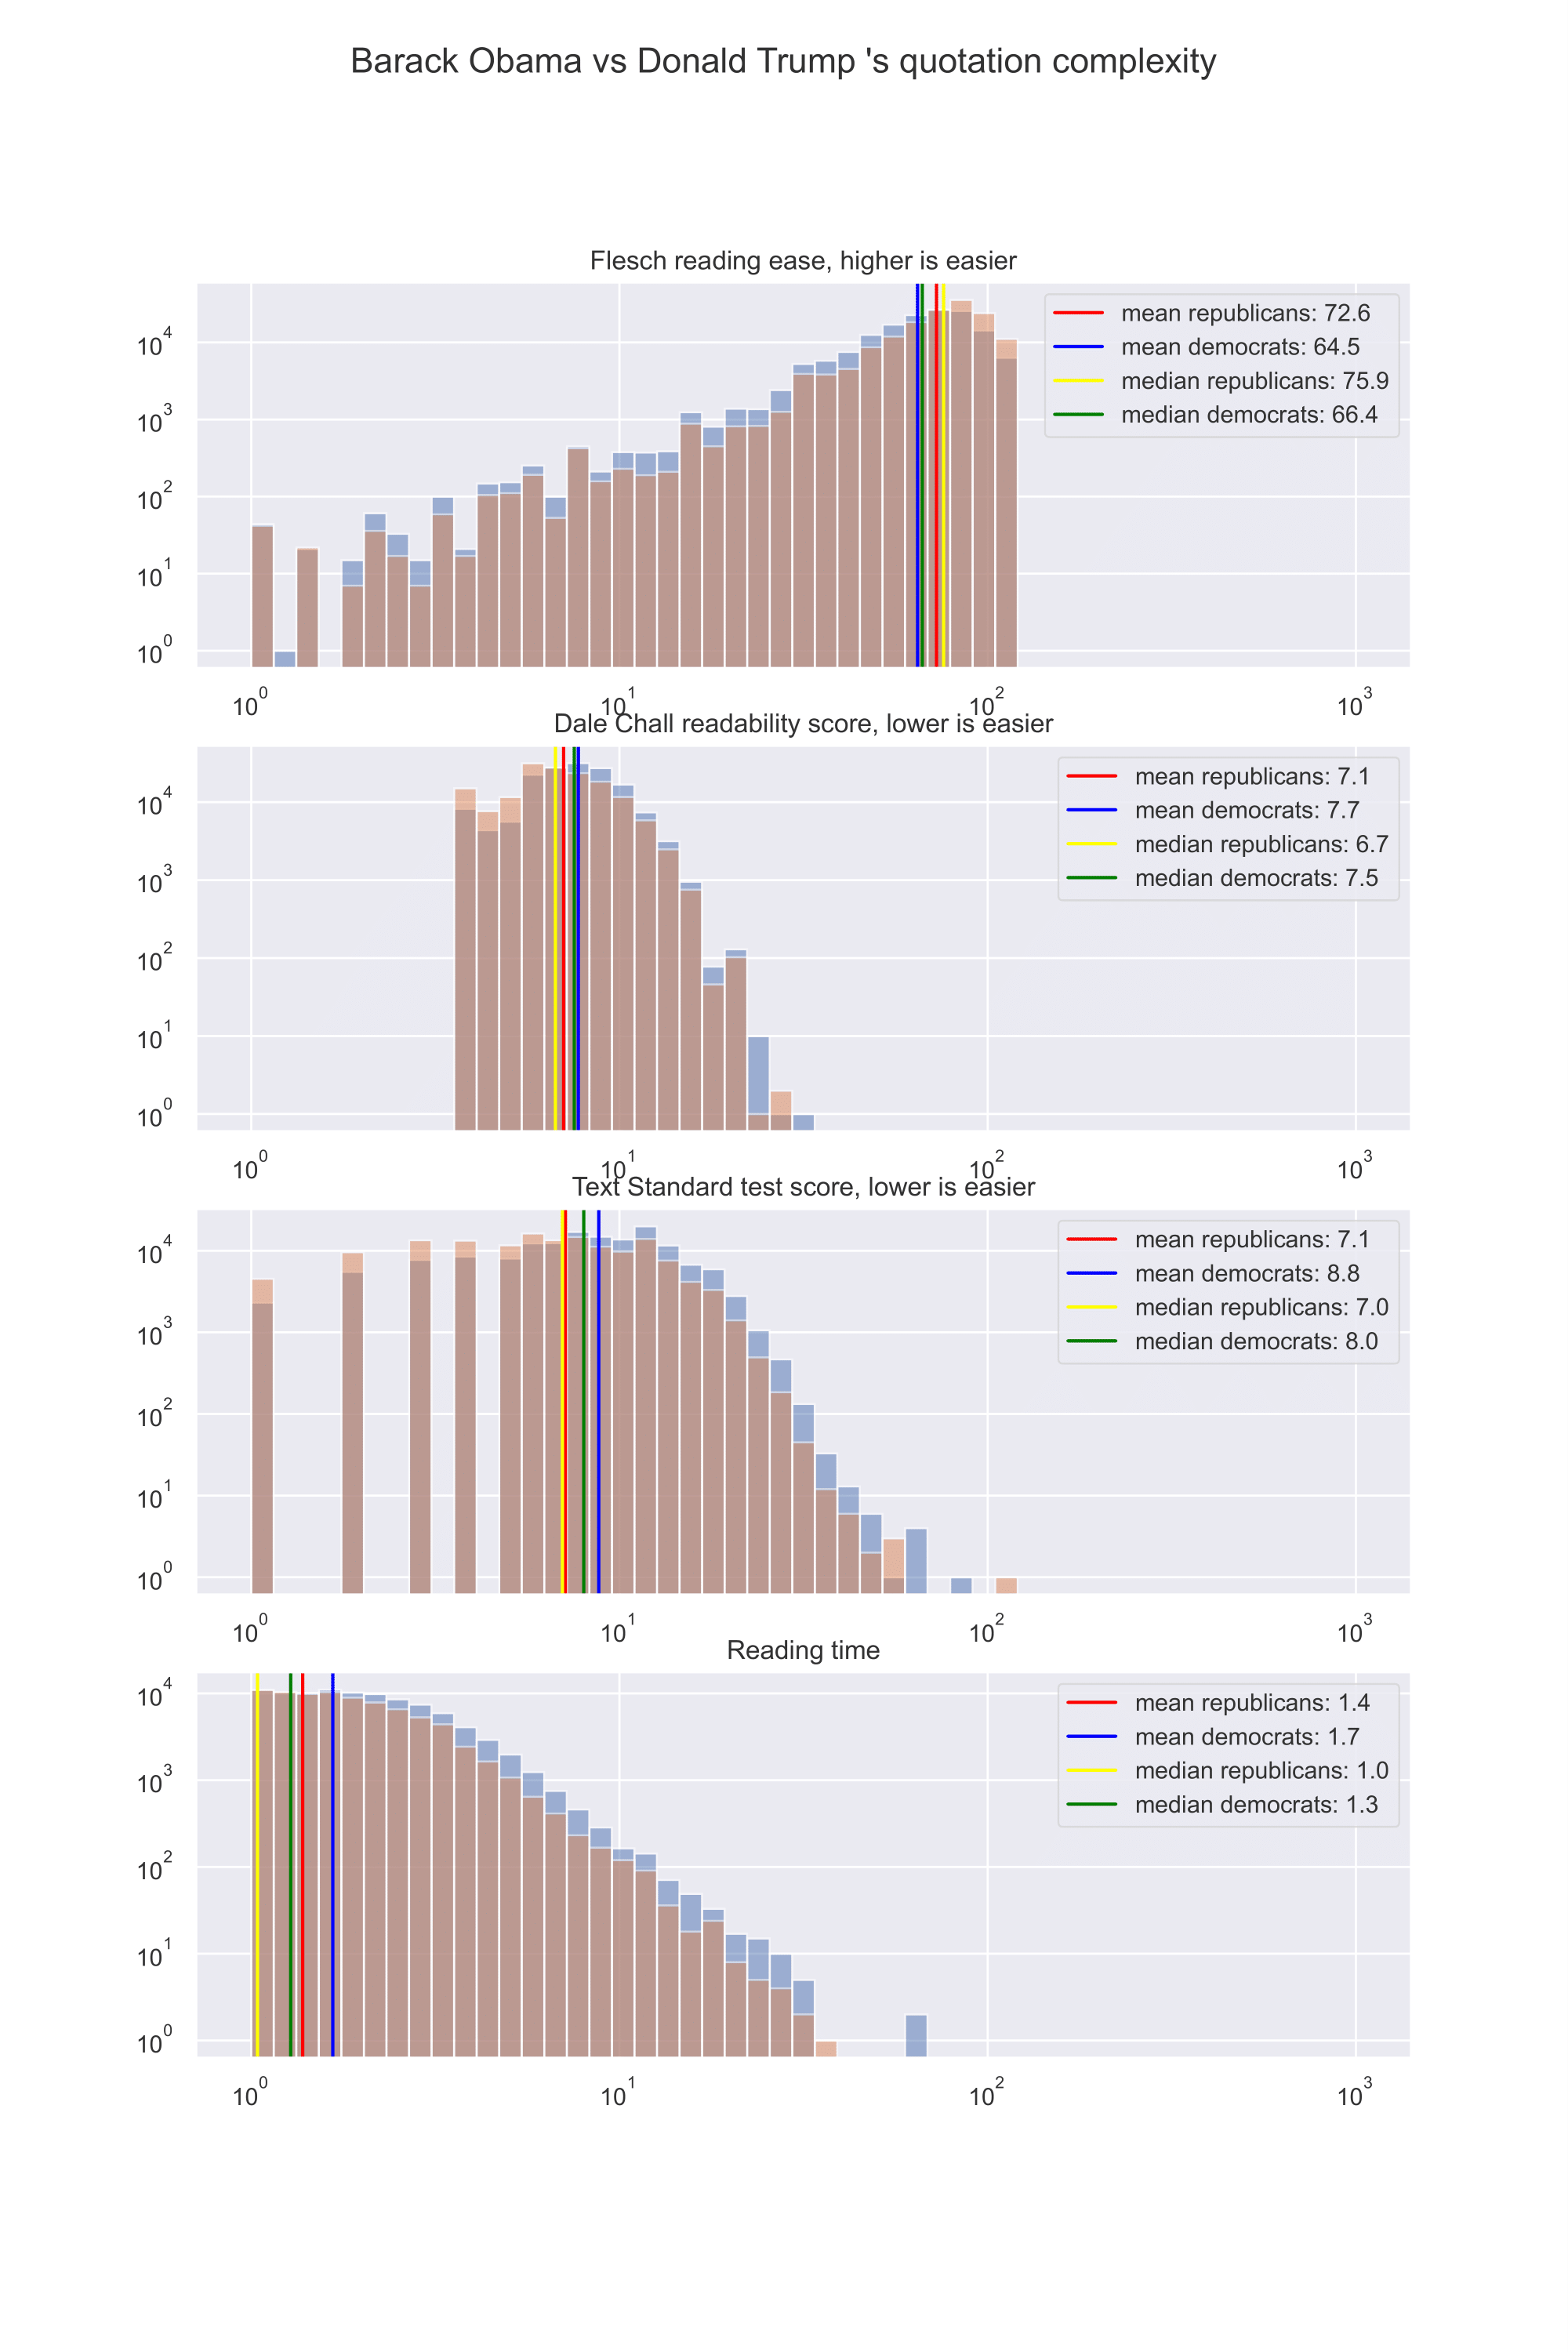 Barack Obama vs Donald Trump 's quotation complexity
Flesch reading ease, higher is easier
mean republicans: 72.6
mean democrats: 64.5
median republicans: 75.9
median democrats: 66.4
10^4
10^3
10^2
10^1
10^0
10^0 10^1 10^2 10^3
Dale Chall readability score, lower is easier
mean republicans: 7.1
mean democrats: 7.7
median republicans: 6.7
median democrats: 7.5
10^4
10^3
10^2
10^1
10^0
10^0 10^1 10^2 10^3
Text Standard test score, lower is easier
mean republicans: 7.1
mean democrats: 8.8
median republicans: 7.0
median democrats: 8.0
10^4
10^3
10^2
10^1
10^0
10^0 10^1 10^2 10^3
Reading time
mean republicans: 1.4
mean democrats: 1.7
median republicans: 1.0
median democrats: 1.3
10^4
10^3
10^2
10^1
10^0
10^0 10^1 10^2 10^3